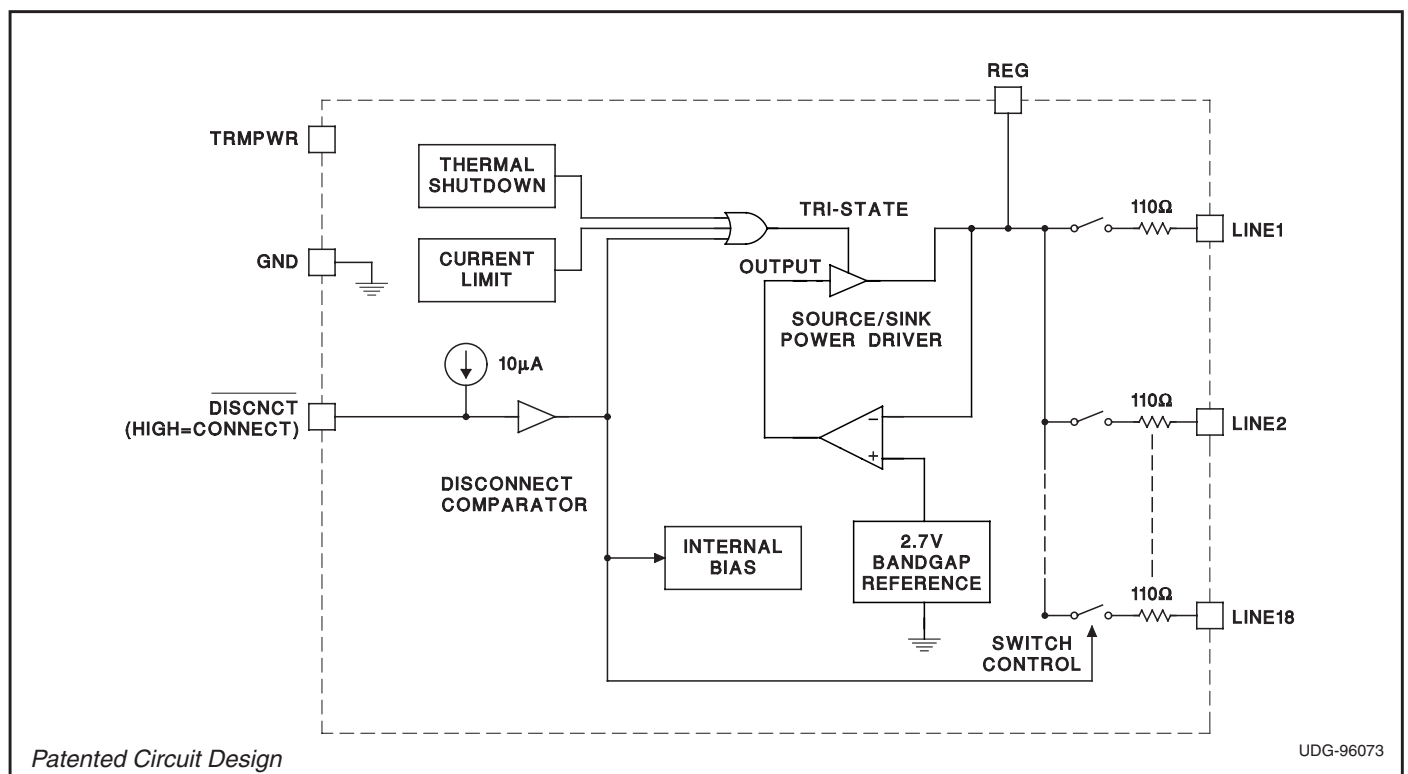 REG
TRMPWR
THERMAL
SHUTDOWN
TRI-STATE
110Ω
LINE1
GND
CURRENT
LIMIT
OUTPUT
SOURCE/SINK
POWER DRIVER
10µA
DISCNCT
(HIGH=CONNECT)
110Ω
LINE2
−
+
DISCONNECT
COMPARATOR
INTERNAL
BIAS
2.7V
BANDGAP
REFERENCE
110Ω
LINE18
SWITCH
CONTROL
Patented Circuit Design
UDG-96073